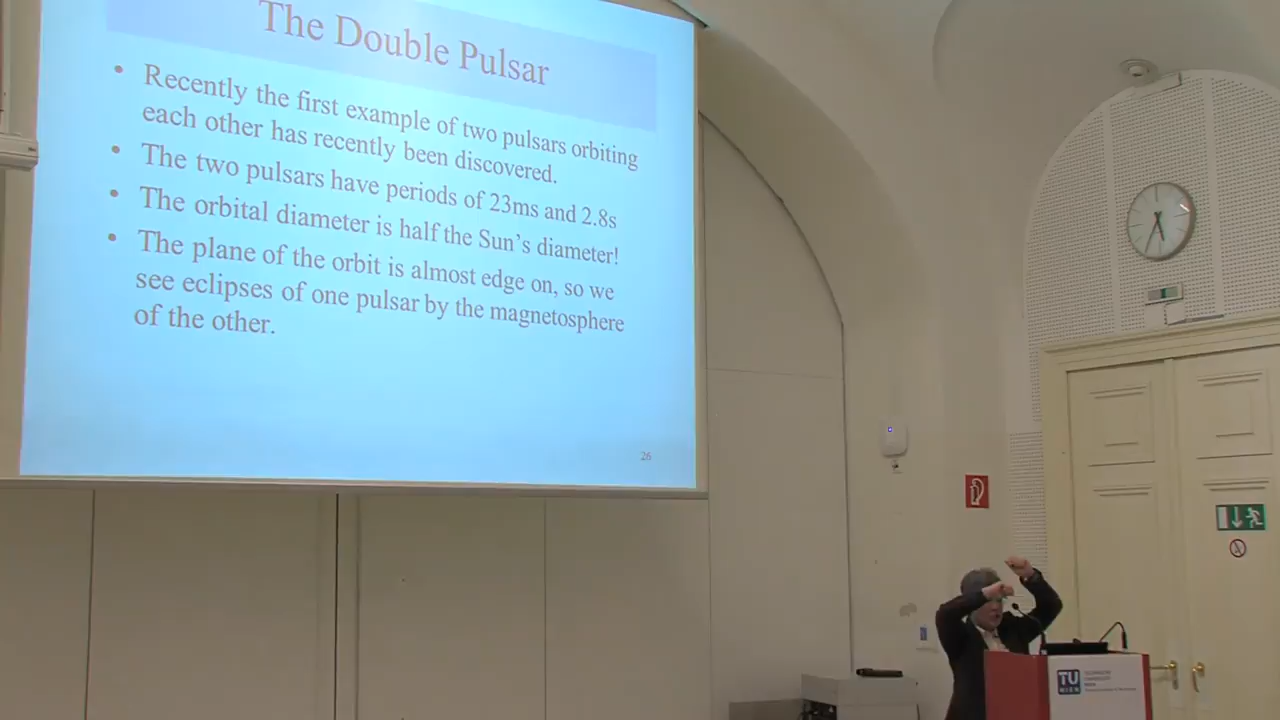 The Double Pulsar
• Recently the first example of two pulsars orbiting
each other has recently been discovered.
• The two pulsars have periods of 23ms and 2.8s
• The orbital diameter is half the Sun's diameter!
• The plane of the orbit is almost edge on, so we
see eclipses of one pulsar by the magnetosphere
of the other.
26
TU
WIEN